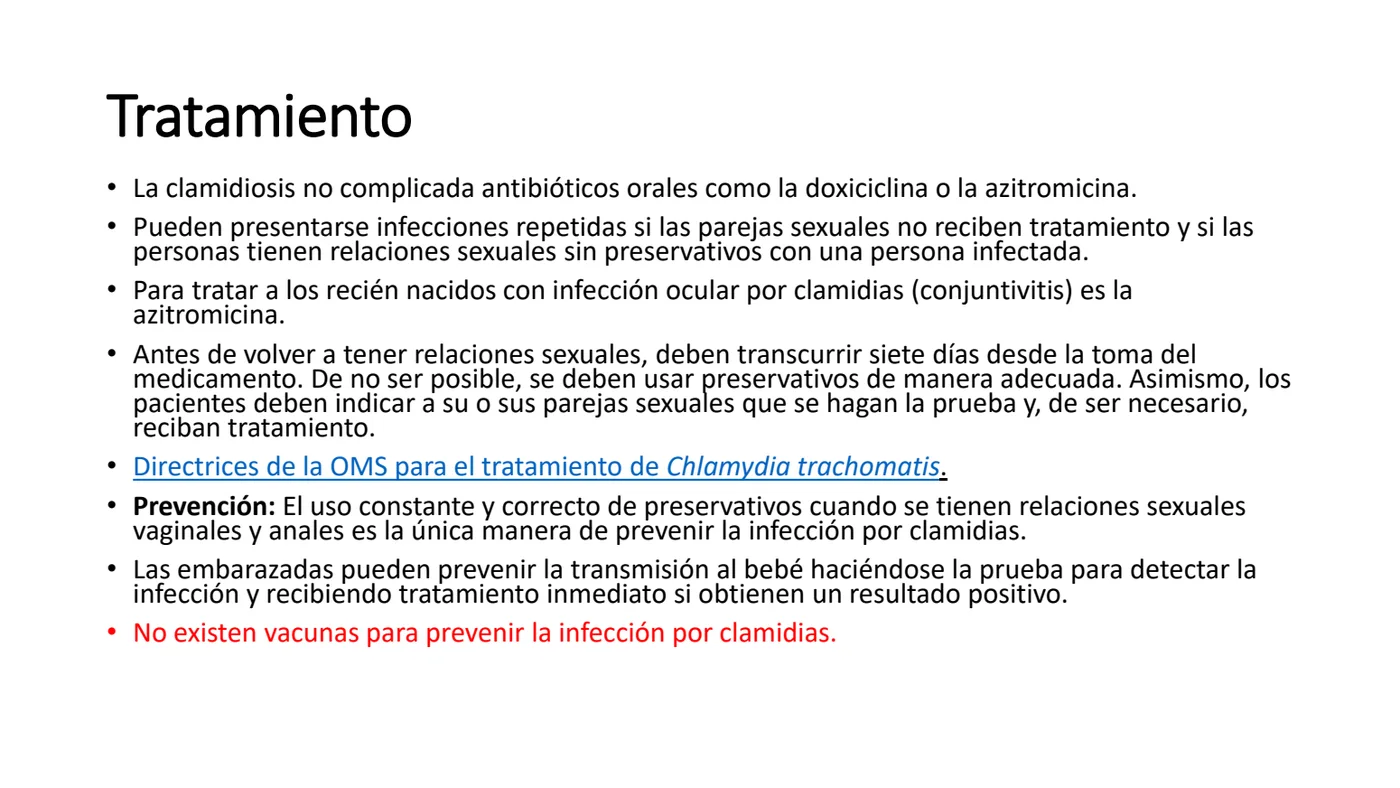 Tratamiento
• La clamidiosis no complicada antibióticos orales como la doxiciclina o la azitromicina.
• Pueden presentarse infecciones repetidas si las parejas sexuales no reciben tratamiento y si las
personas tienen relaciones sexuales sin preservativos con una persona infectada.
• Para tratar a los recién nacidos con infección ocular por clamidias (conjuntivitis) es la
azitromicina.
• Antes de volver a tener relaciones sexuales, deben transcurrir siete días desde la toma del
medicamento. De no ser posible, se deben usar preservativos de manera adecuada. Asimismo, los
pacientes deben indicar a su o sus parejas sexuales que se hagan la prueba y, de ser necesario,
reciban tratamiento.
• Directrices de la OMS para el tratamiento de Chlamydia trachomatis.
• Prevención: El uso constante y correcto de preservativos cuando se tienen relaciones sexuales
vaginales y anales es la única manera de prevenir la infección por clamidias.
• Las embarazadas pueden prevenir la transmisión al bebé haciéndose la prueba para detectar la
infección y recibiendo tratamiento inmediato si obtienen un resultado positivo.
• No existen vacunas para prevenir la infección por clamidias.